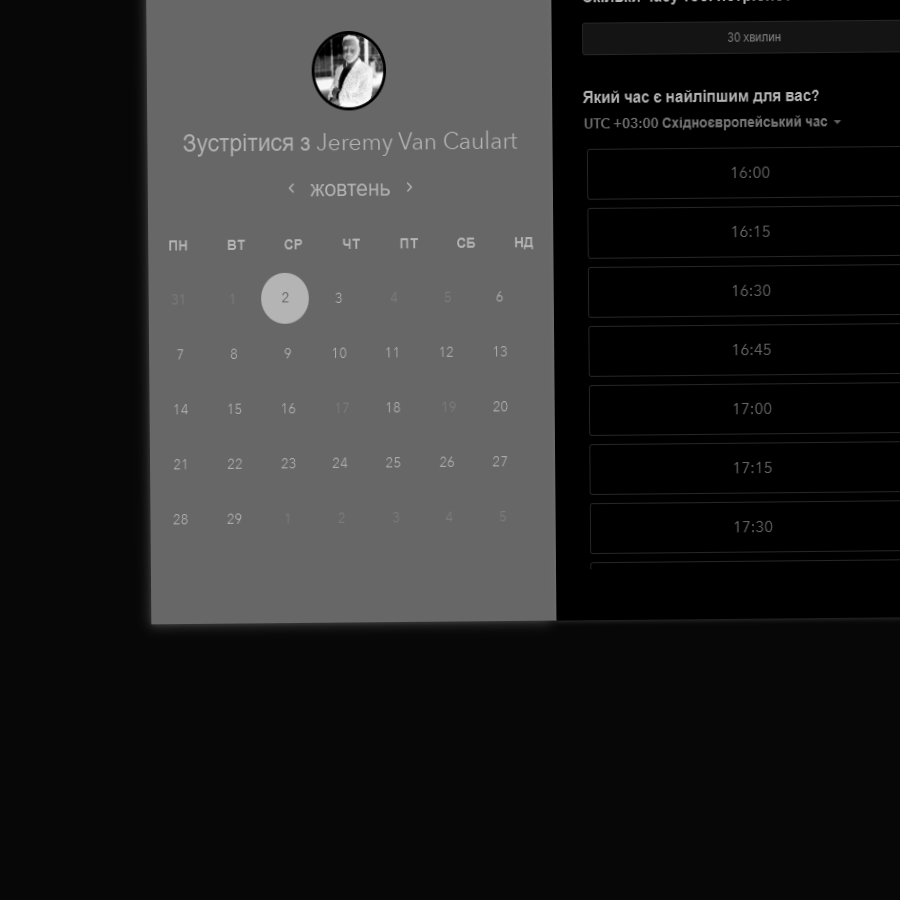 Зустрітися з Jeremy Van Caulart
жовтень
ПН ВТ СР ЧТ ПТ СБ НД
31 1 2 3 4 5 6
7 8 9 10 11 12 13
14 15 16 17 18 19 20
21 22 23 24 25 26 27
28 29 1 2 3 4 5
30 хвилин
Який час є найліпшим для вас?
UTC +03:00 Східноєвропейський час
16:00
16:15
16:30
16:45
17:00
17:15
17:30